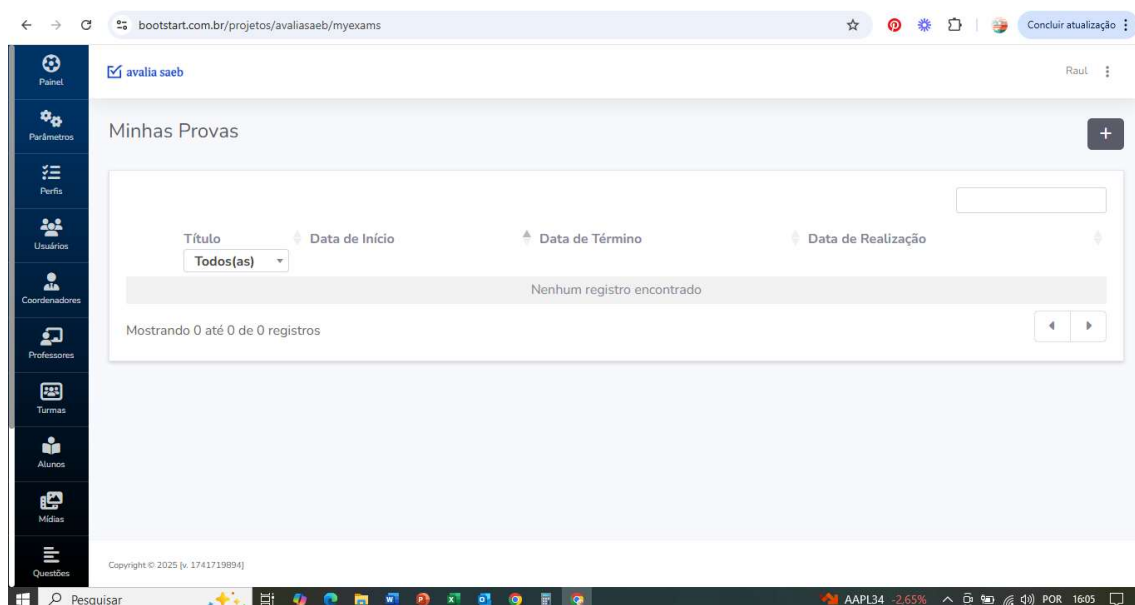 bootstart.com.br/projetos/avaliasaeb/myexams
Concluir atualização
Painel
avalia saeb
Raul
Parâmetros
Minhas Provas
+
Perfis
Usuários
Título
Data de Início
Data de Término
Data de Realização
Todos(as)
Coordenadores
Nenhum registro encontrado
Mostrando 0 até 0 de 0 registros
Professores
Turmas
Alunos
Mídias
Questões
Copyright © 2025 [v. 1741719894]
Pesquisar
AAPL34 -2,65%
POR
16:05